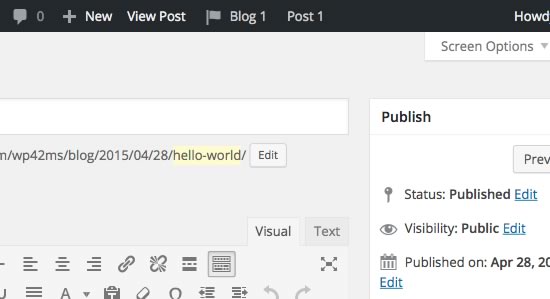 0 New View Post Blog 1 Post 1 Howd
Screen Options
m/wp42ms/blog/2015/04/28/hello-world/ Edit
Publish
Prev
Status: Published Edit
Visibility: Public Edit
Visual Text
Published on: Apr 28, 20
Edit